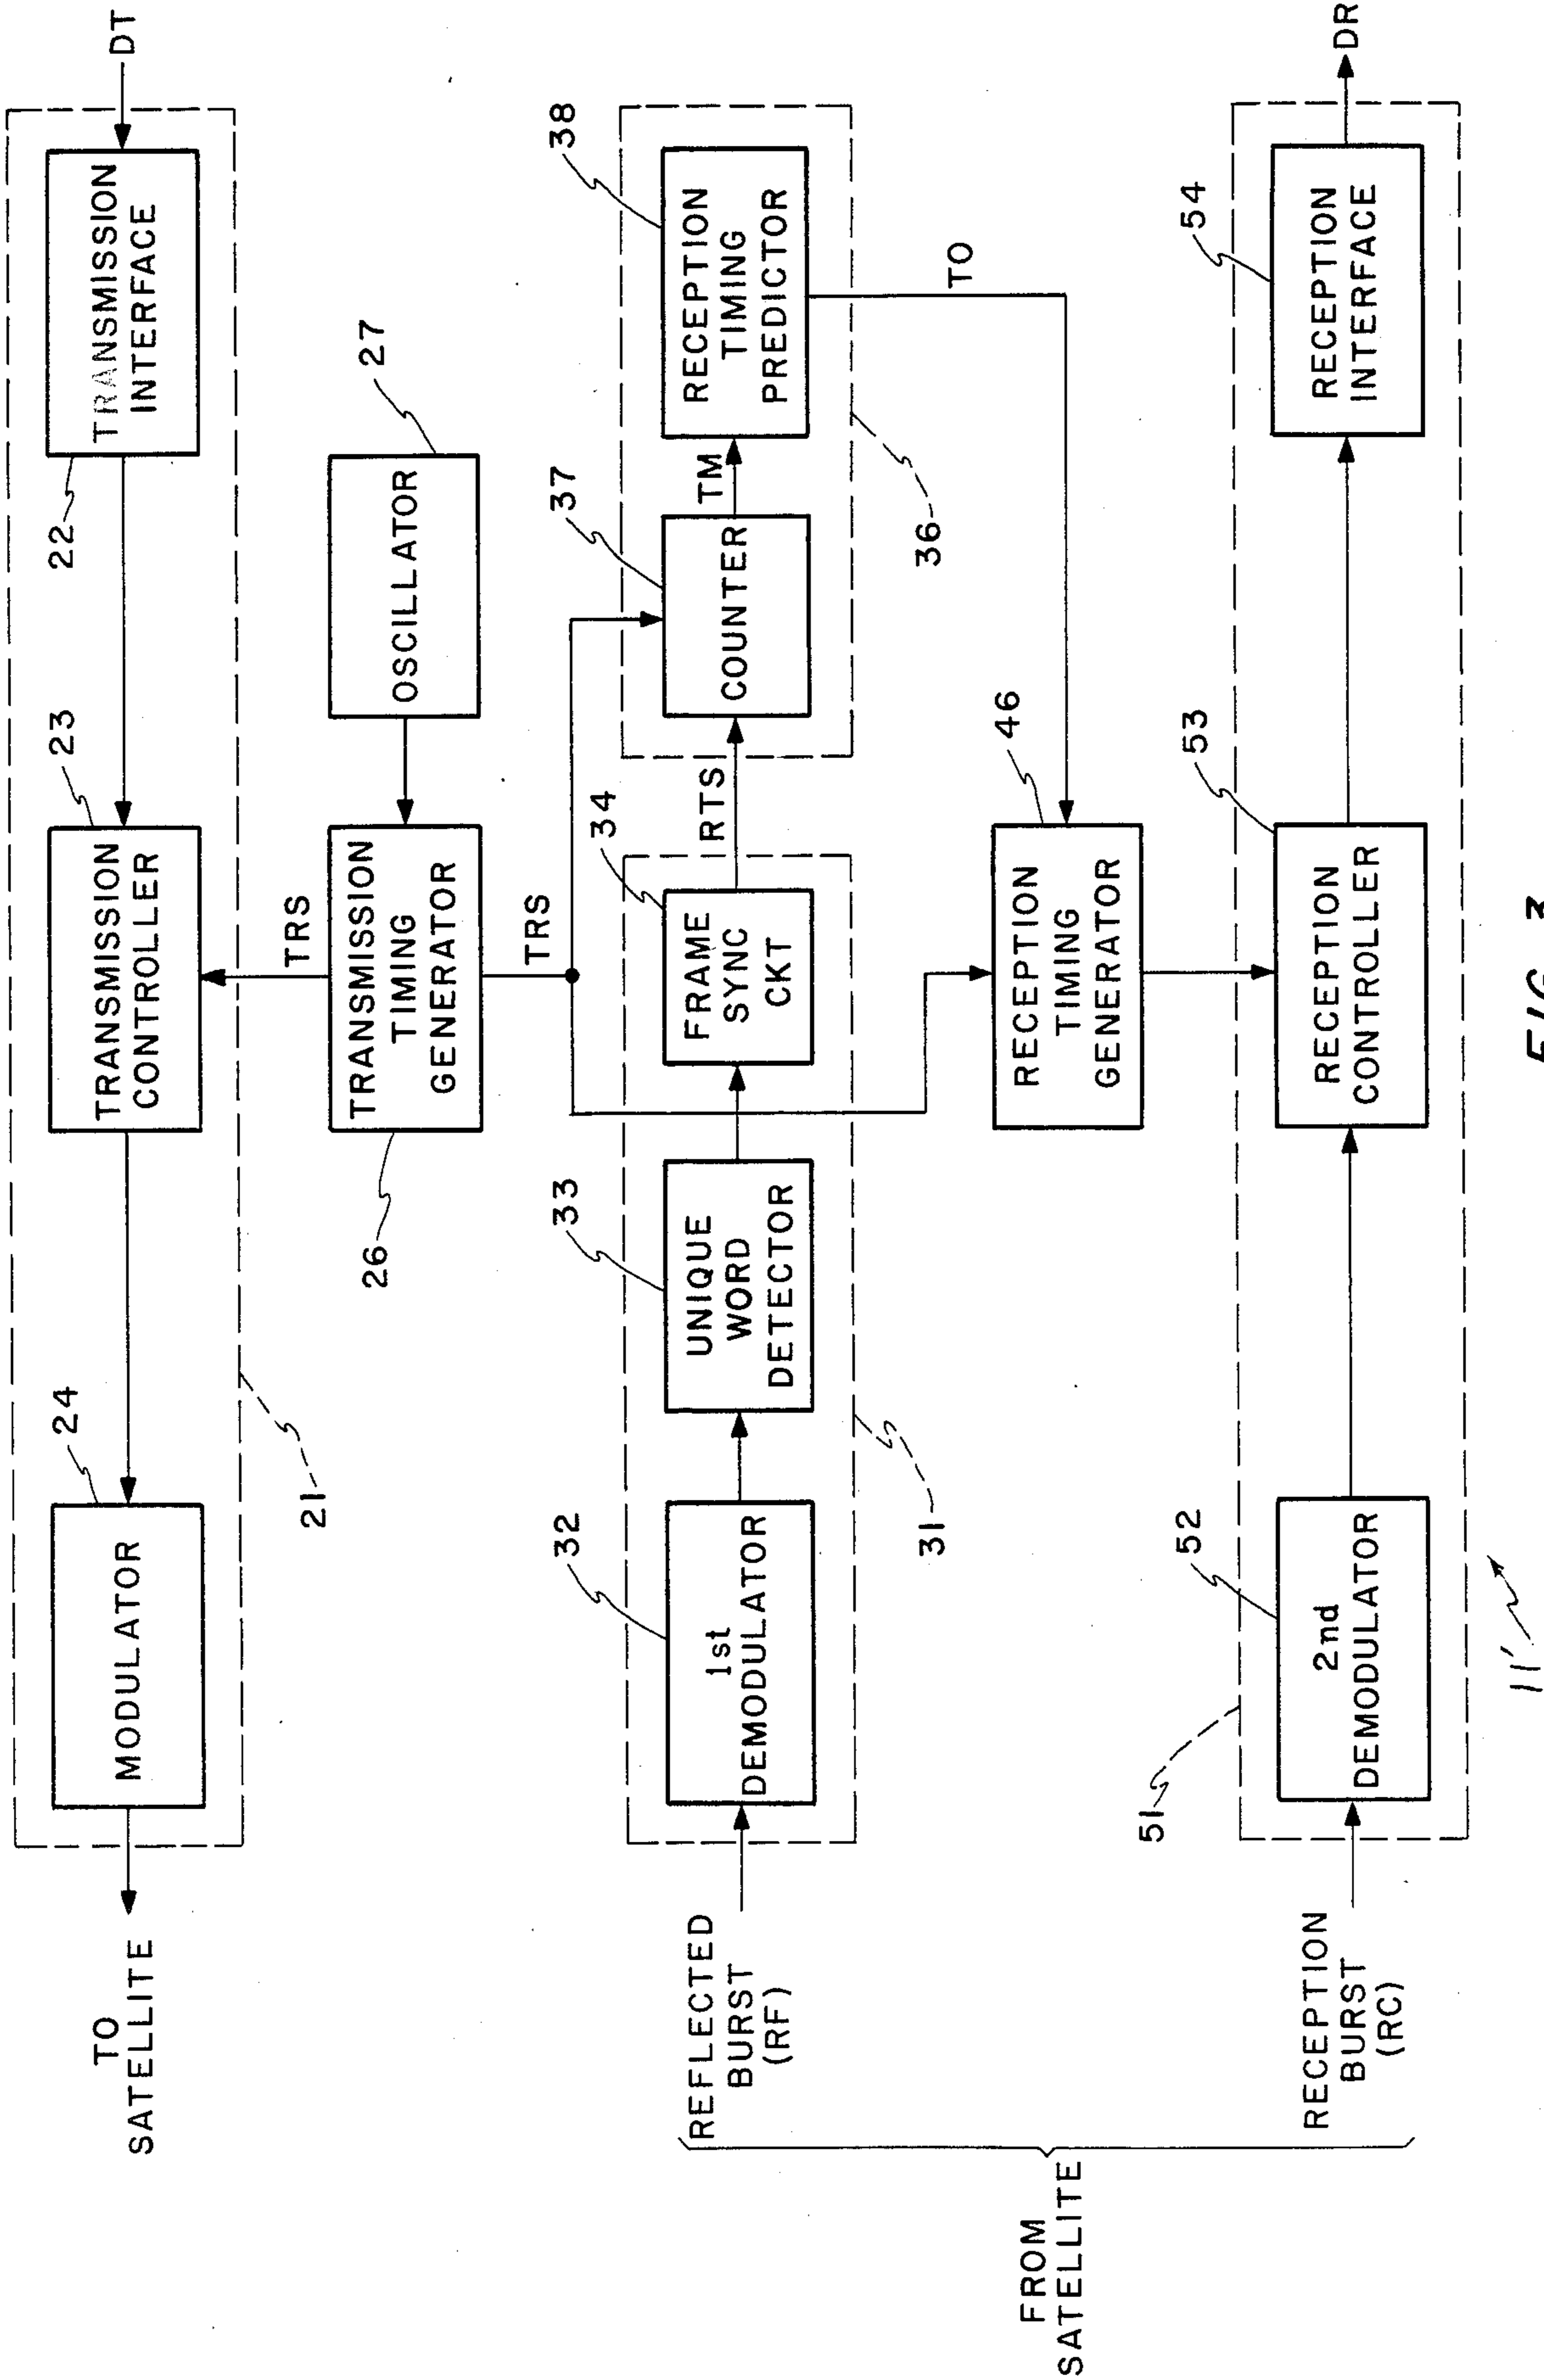 TO
SATELLITE
MODULATOR
24
TRANSMISSION
CONTROLLER
23
TRANSMISSION
INTERFACE
22
DT
21
TRS
TRANSMISSION
TIMING
GENERATOR
26
OSCILLATOR
27
TRS
FROM
SATELLITE
REFLECTED
BURST
(RF)
1st
DEMODULATOR
32
UNIQUE
WORD
DETECTOR
33
FRAME
SYNC
CKT
34
RTS
COUNTER
37
TM
RECEPTION
TIMING
PREDICTOR
38
31
36
TO
RECEPTION
TIMING
GENERATOR
46
RECEPTION
BURST
(RC)
51
2nd
DEMODULATOR
52
RECEPTION
CONTROLLER
53
RECEPTION
INTERFACE
54
DR
11'
FIG. 3